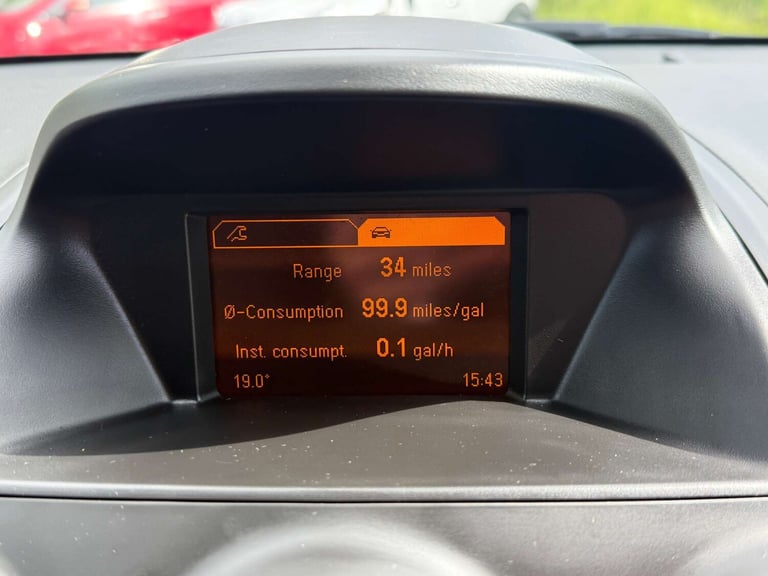 Range 34 miles
Ø-Consumption 99.9 miles/gal
Inst. consumpt. 0.1 gal/h
19.0° 15:43